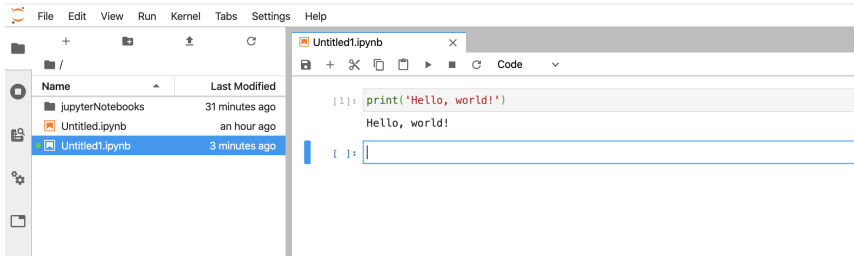 File Edit View Run Kernel Tabs Settings Help
Untitled1.ipynb
/
Code
Name Last Modified
jupyterNotebooks 31 minutes ago
Untitled.ipynb an hour ago
Untitled1.ipynb 3 minutes ago
[1]: print('Hello, world!')
Hello, world!
[ ]: